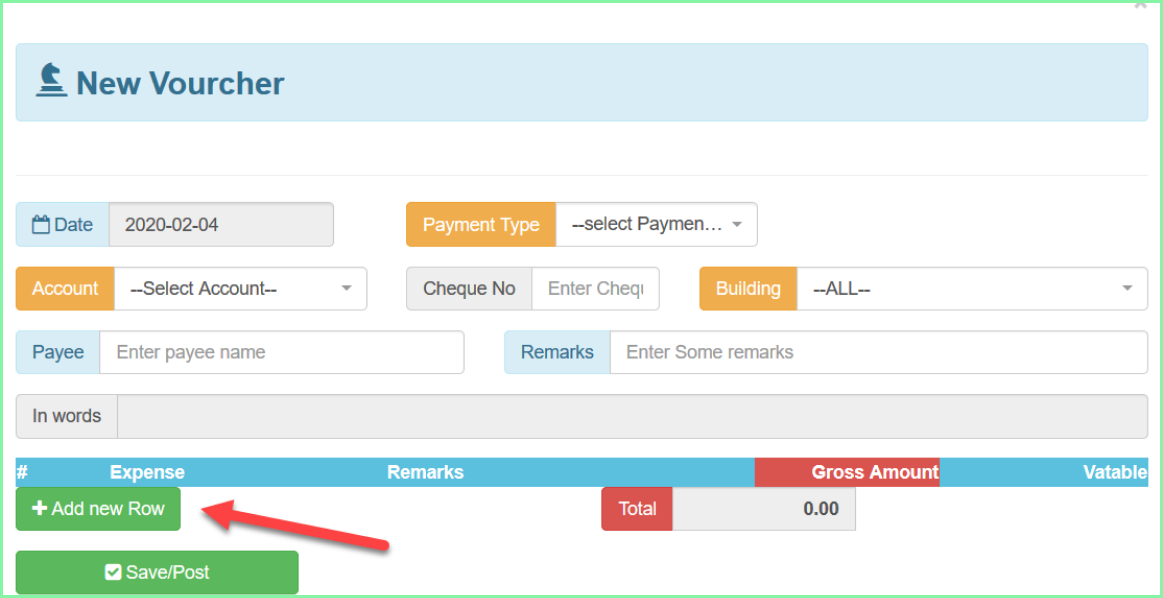 New Vourcher
Date 2020-02-04 Payment Type --select Paymen...
Account --Select Account-- Cheque No Enter Chequ Building --ALL--
Payee Enter payee name Remarks Enter Some remarks
In words
# Expense Remarks Gross Amount Vatable
Add new Row Total 0.00
Save/Post